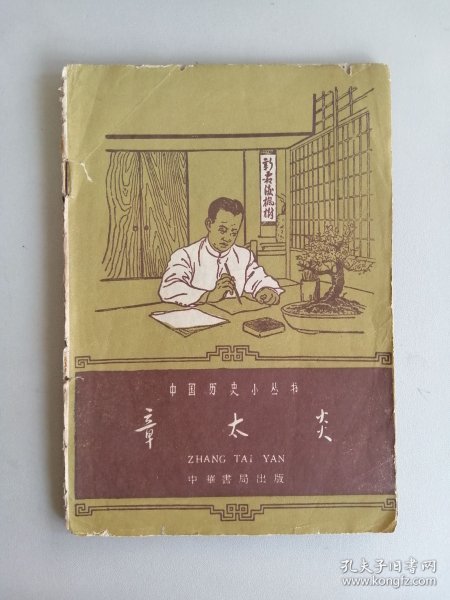 中国历史小丛书
章太炎
ZHANG TAI YAN
中華書局出版
孔夫子旧书网
www.kongfz.com